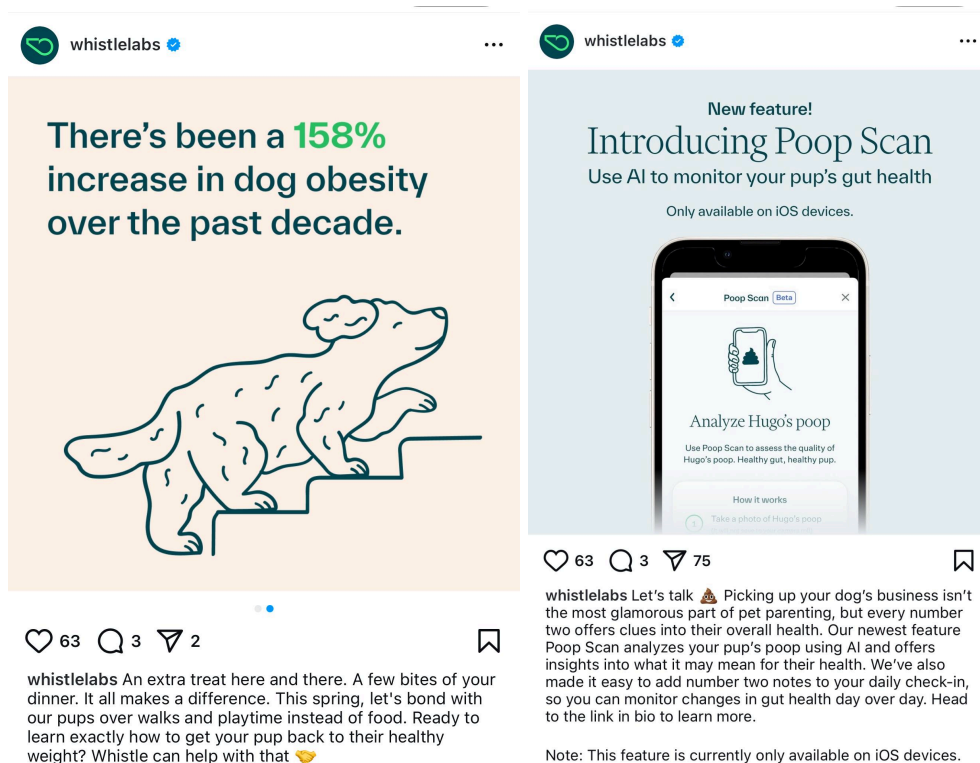 whistlelabs
There's been a 158%
increase in dog obesity
over the past decade.
63
3
2
whistlelabs An extra treat here and there. A few bites of your
dinner. It all makes a difference. This spring, let's bond with
our pups over walks and playtime instead of food. Ready to
learn exactly how to get your pup back to their healthy
weight? Whistle can help with that 🤝
whistlelabs
New feature!
Introducing Poop Scan
Use AI to monitor your pup's gut health
Only available on iOS devices.
Poop Scan Beta
Analyze Hugo's poop
Use Poop Scan to assess the quality of
Hugo's poop. Healthy gut, healthy pup.
How it works
1 Take a photo of Hugo's poop
63
3
75
whistlelabs Let's talk 💩 Picking up your dog's business isn't
the most glamorous part of pet parenting, but every number
two offers clues into their overall health. Our newest feature
Poop Scan analyzes your pup's poop using AI and offers
insights into what it may mean for their health. We've also
made it easy to add number two notes to your daily check-in,
so you can monitor changes in gut health day over day. Head
to the link in bio to learn more.
Note: This feature is currently only available on iOS devices.